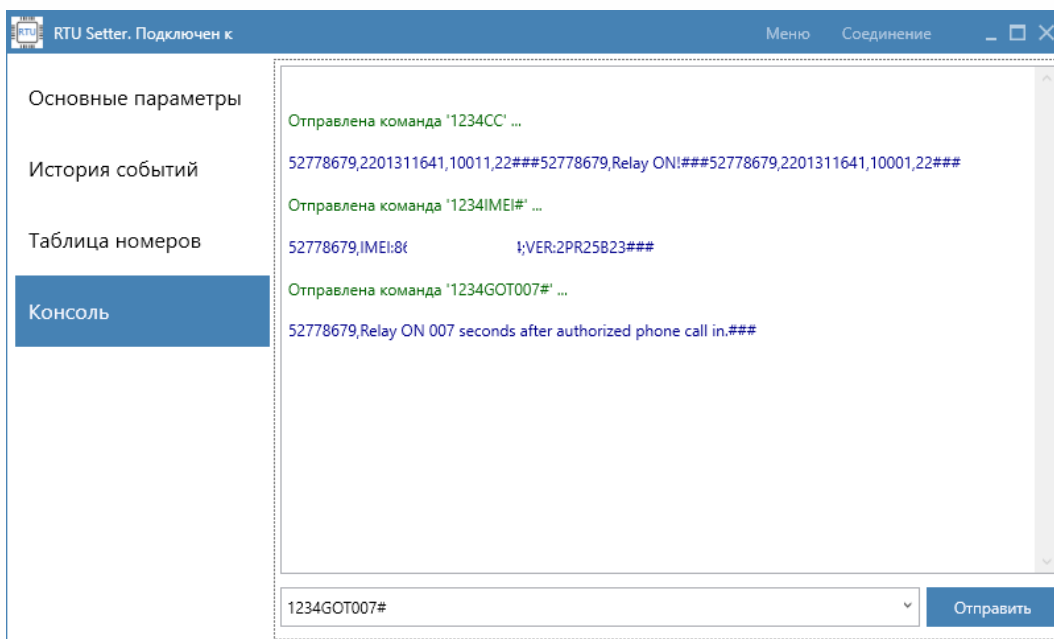 RTU
RTU Setter. Подключен к
Меню
Соединение
Основные параметры
История событий
Таблица номеров
Консоль
Отправлена команда '1234CC' ...
52778679,2201311641,10011,22###52778679,Relay ON!###52778679,2201311641,10001,22###
Отправлена команда '1234IMEI#' ...
52778679,IMEI:86 4;VER:2PR25B23###
Отправлена команда '1234GOT007#' ...
52778679,Relay ON 007 seconds after authorized phone call in.###
1234GOT007#
Отправить